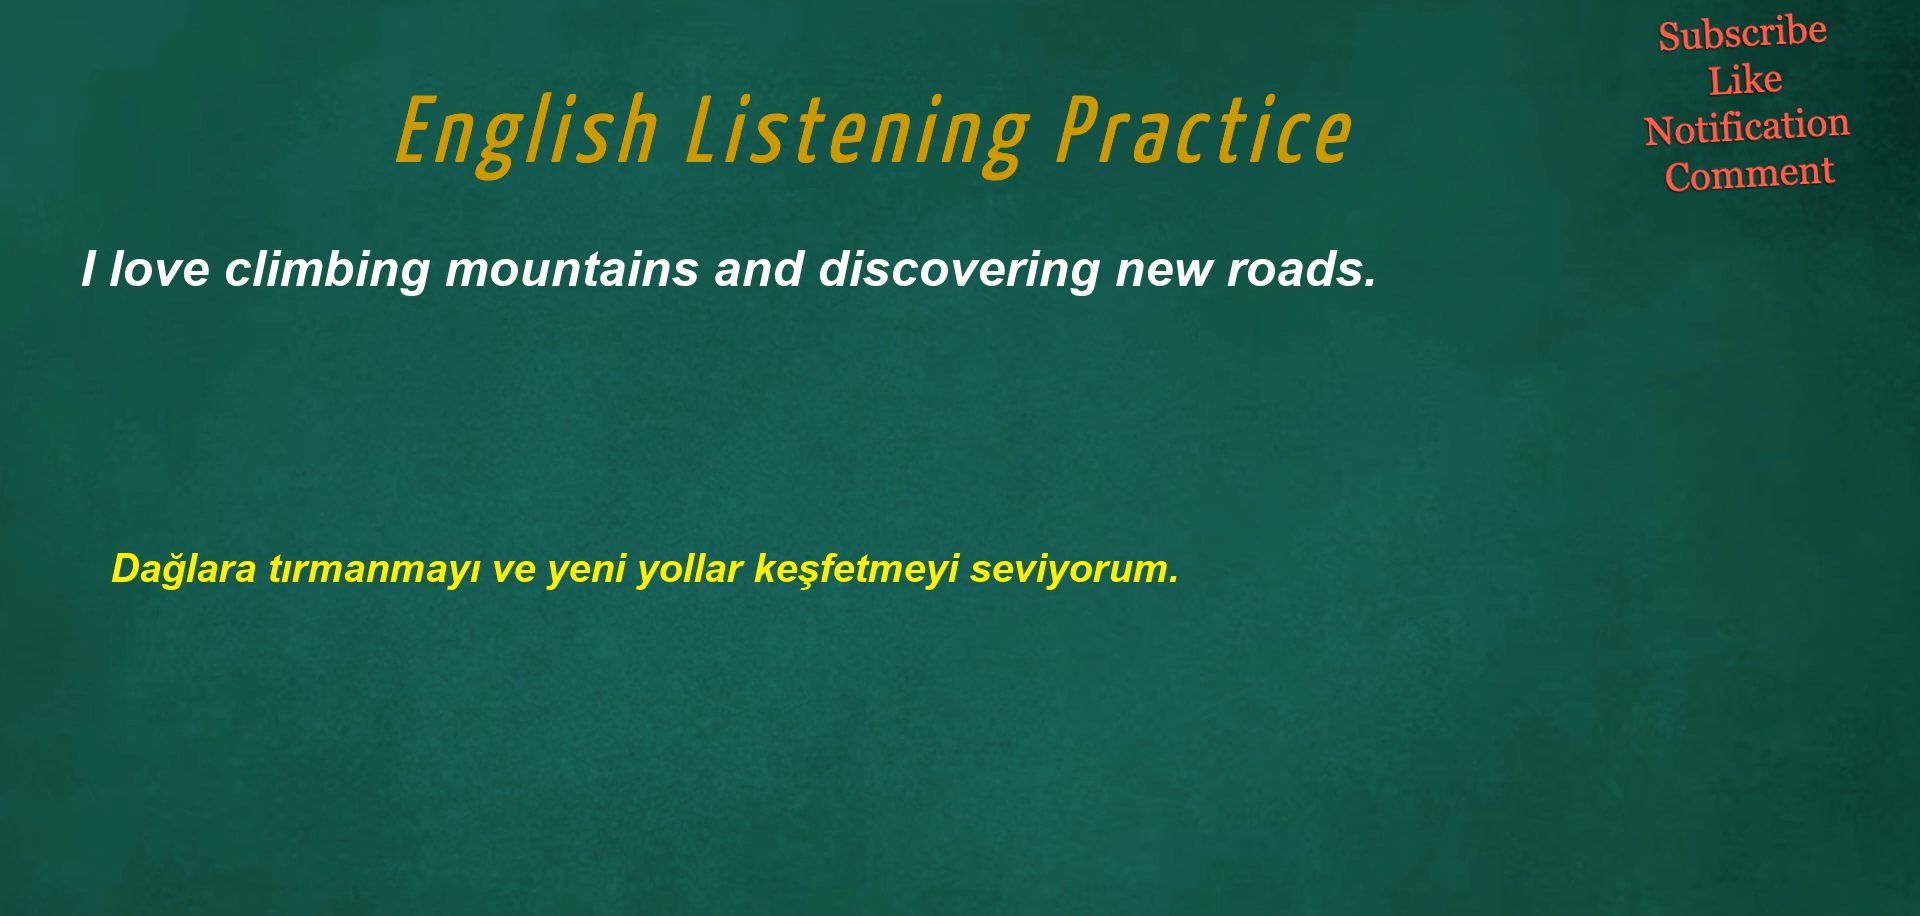 English Listening Practice
Subscribe
Like
Notification
Comment
I love climbing mountains and discovering new roads.
Dağlara tırmanmayı ve yeni yollar keşfetmeyi seviyorum.